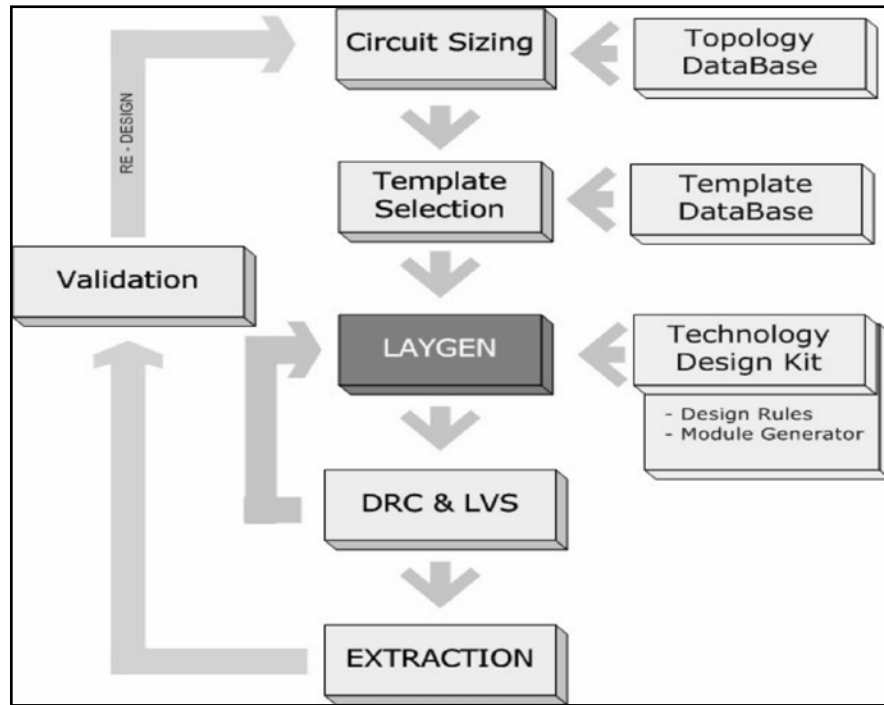 Circuit Sizing
Topology
DataBase
RE - DESIGN
Template
Selection
Template
DataBase
Validation
LAYGEN
Technology
Design Kit
- Design Rules
- Module Generator
DRC & LVS
EXTRACTION